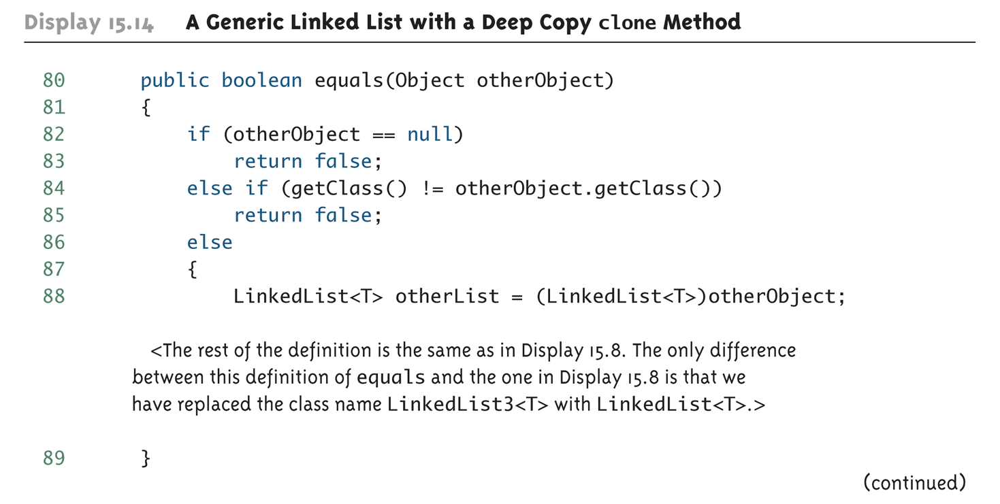 Display 15.14 A Generic Linked List with a Deep Copy clone Method
80 public boolean equals(Object otherObject)
81 {
82 if (otherObject == null)
83 return false;
84 else if (getClass() != otherObject.getClass())
85 return false;
86 else
87 {
88 LinkedList<T> otherList = (LinkedList<T>)otherObject;
<The rest of the definition is the same as in Display 15.8. The only difference
between this definition of equals and the one in Display 15.8 is that we
have replaced the class name LinkedList3<T> with LinkedList<T>.>
89 }
(continued)